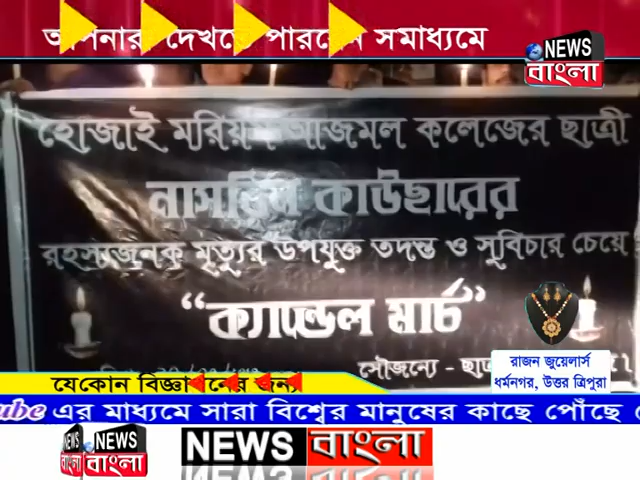 দেখতে সমাধ্যমে
NEWS
বাংলা
হোজাই মরিয়ম আজমল কলেজের ছাত্রী
নাসরিন কাউছারের
রহস্যজনক মৃত্যুর উপযুক্ত তদন্ত ও সুবিচার চেয়ে
“ক্যান্ডেল মার্চ”
সৌজন্যে -
রাজন জুয়েলার্স
ধর্মনগর, উত্তর ত্রিপুরা
যেকোন বিজ্ঞাপনের জন্য
এর মাধ্যমে সারা বিশ্বের মানুষের কাছে পৌঁছে
NEWS
বাংলা
NEWS বাংলা